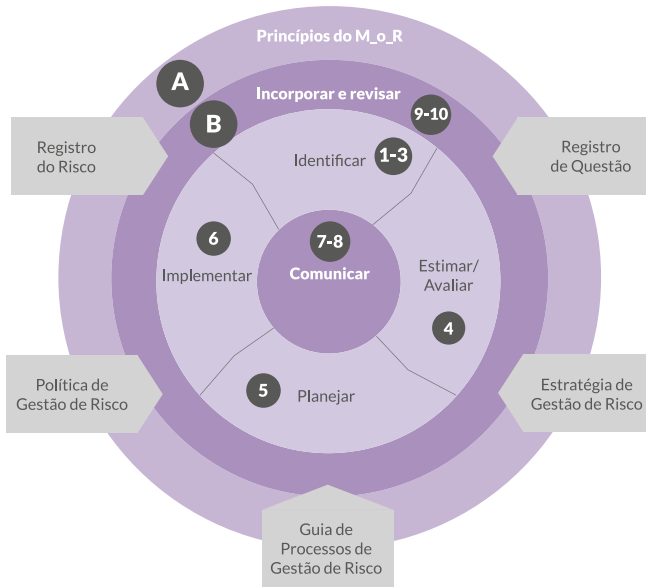 Princípios do M_o_R
A
Incorporar e revisar
9-10
B
Registro
do Risco
Identificar
1-3
Registro
de Questão
6
Implementar
7-8
Comunicar
Estimar/
Avaliar
4
Política de
Gestão de Risco
5
Planejar
Estratégia de
Gestão de Risco
Guia de
Processos de
Gestão de Risco